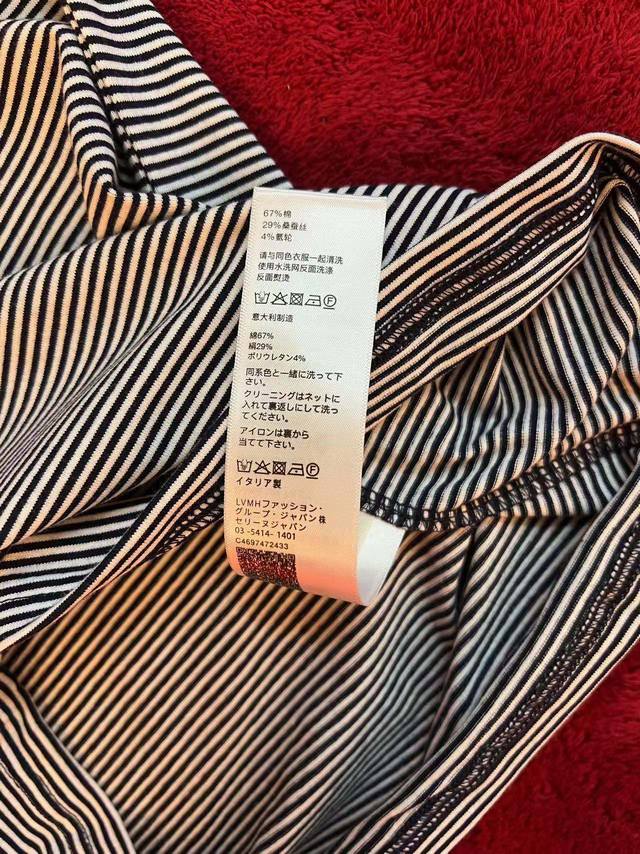 67%棉
29%桑蚕丝
4%氨轮
请与同色衣服一起清洗
使用水洗网反面洗涤
反面熨烫
意大利制造
綿67%
絹29%
ポリウレタン4%
同系色と一緒に洗って下
さい。
クリーニングはネットに
入れて裏返しにして洗っ
てください。
アイロンは裏から
当てて下さい。
イタリア製
LVMHファッション・
グループ・ジャパン株
セリーヌジャパン
03 -5414- 1401
C4697472433